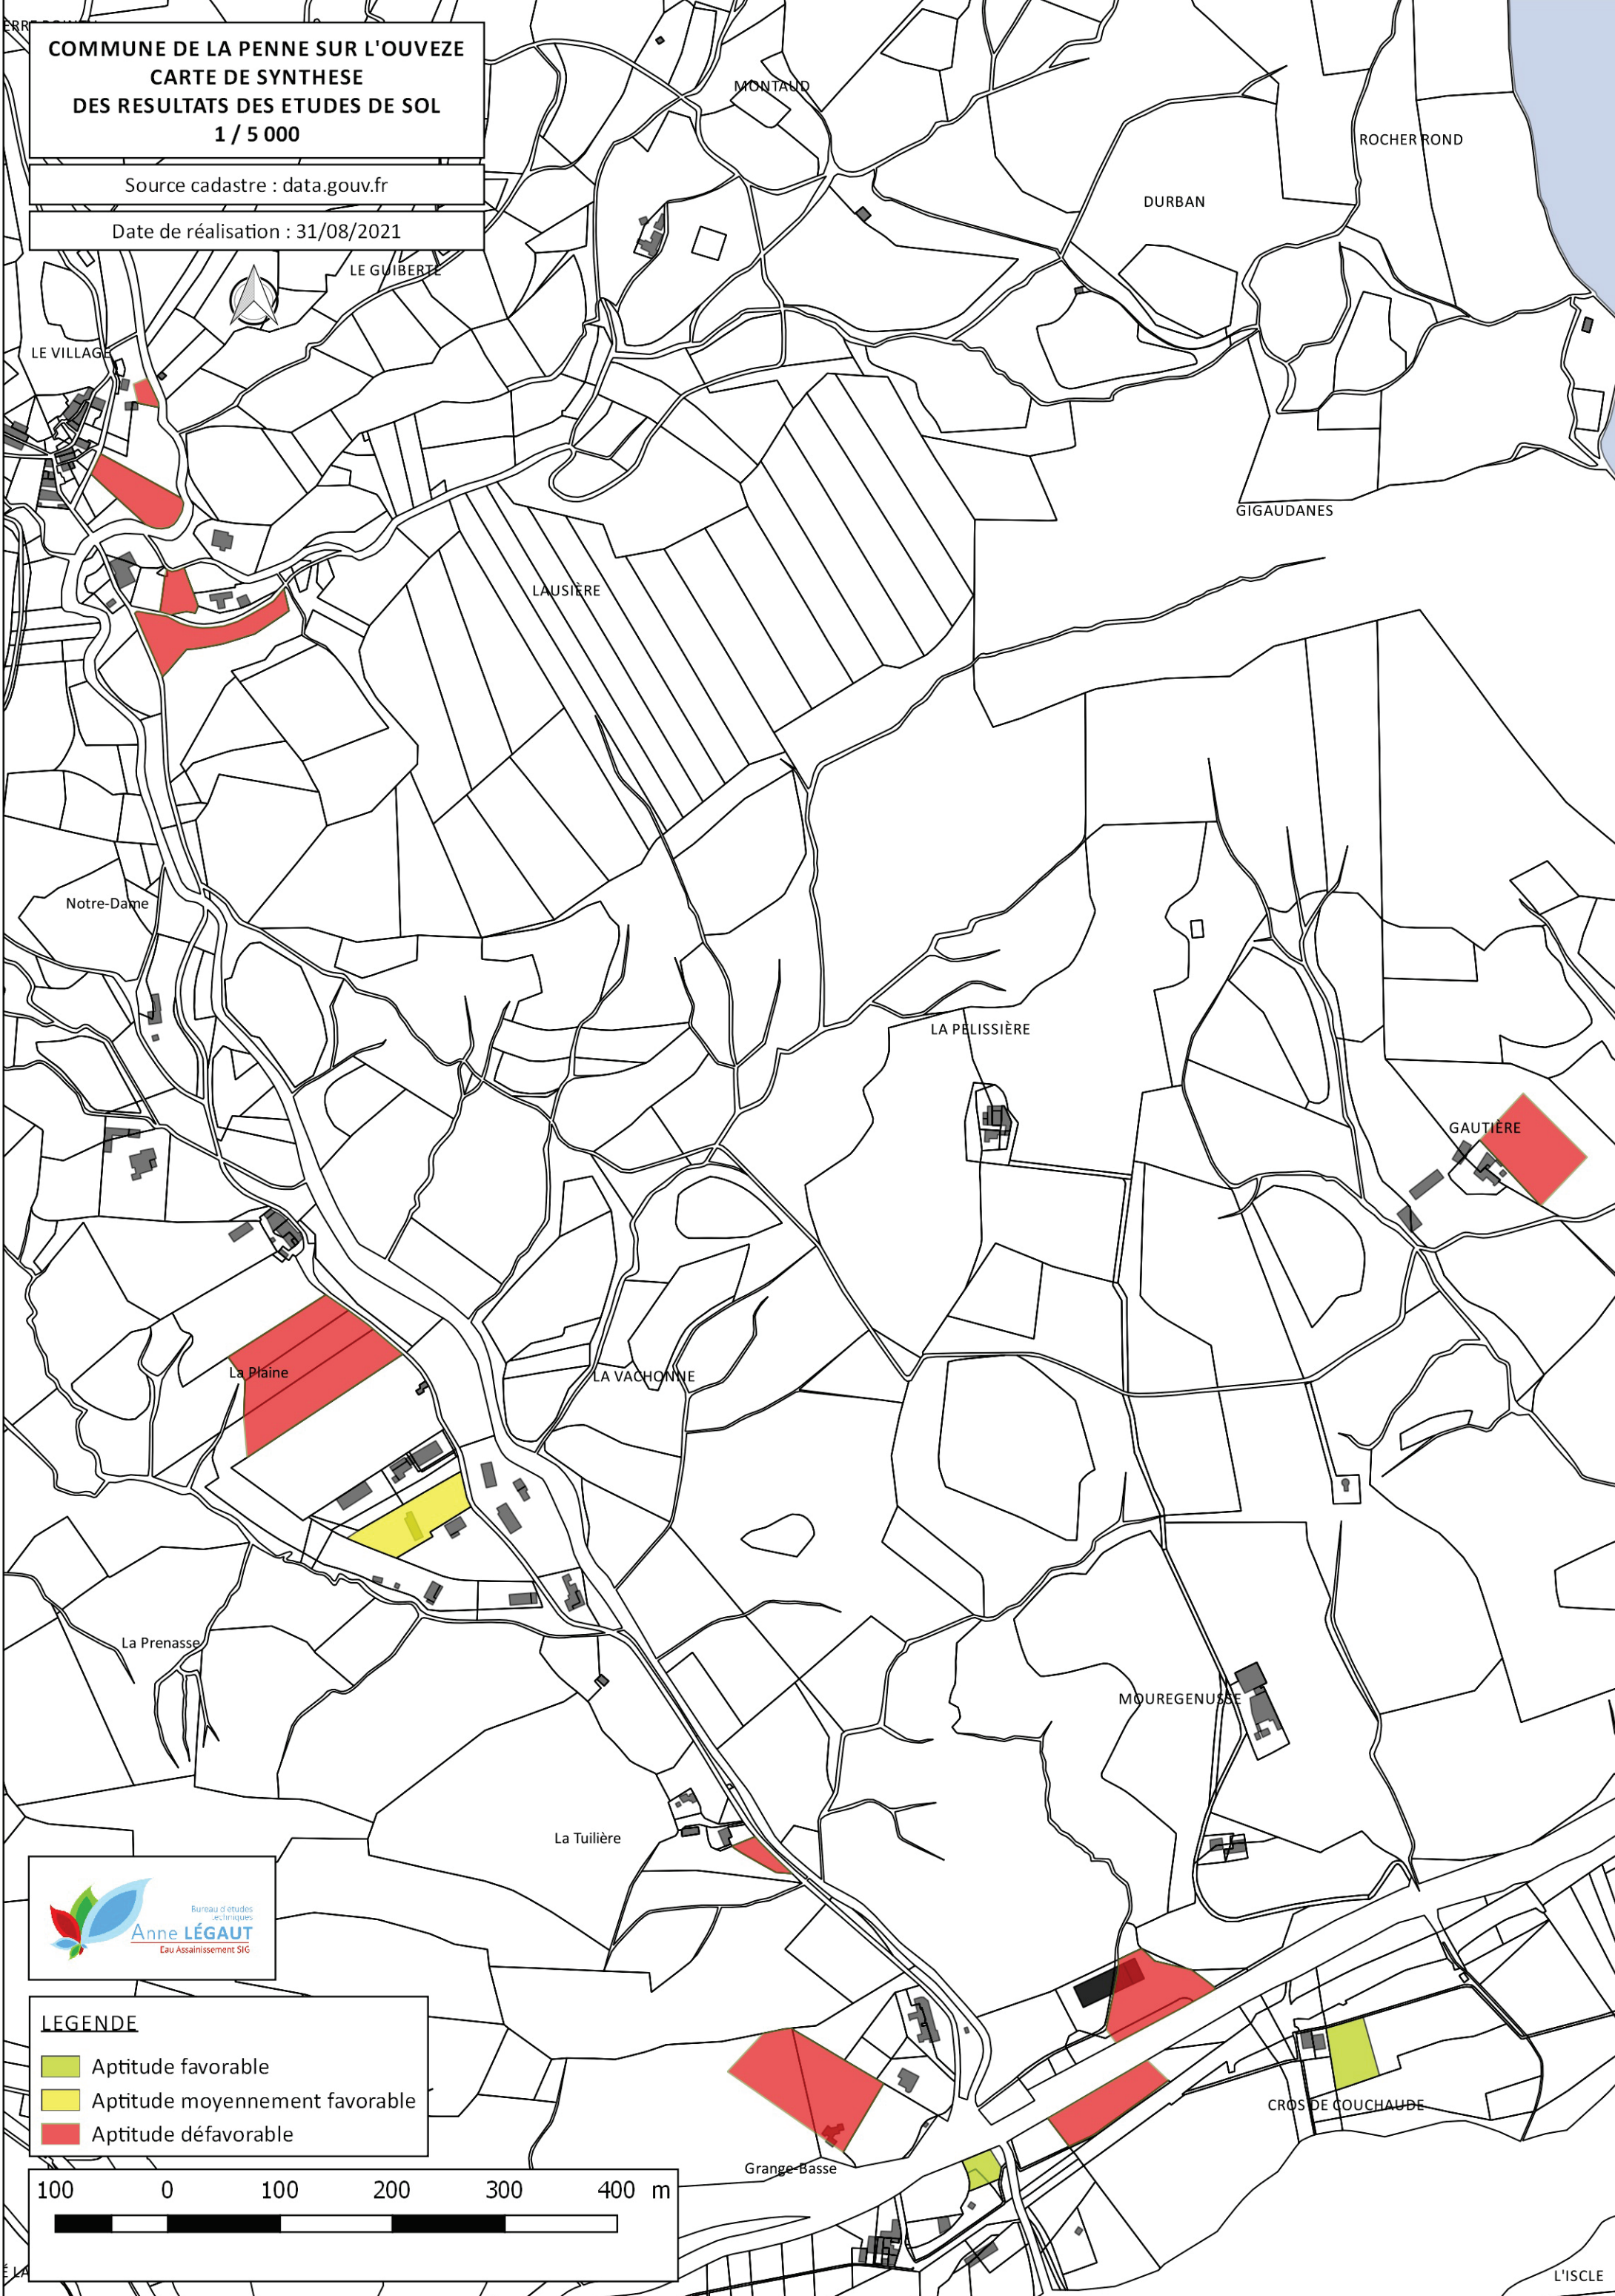 COMMUNE DE LA PENNE SUR L'OUVEZE
CARTE DE SYNTHESE
DES RESULTATS DES ETUDES DE SOL
1 / 5 000
Source cadastre : data.gouv.fr
Date de réalisation : 31/08/2021
MONTAUD
ROCHER ROND
DURBAN
LE GUIBERTE
LE VILLAGE
GIGAUDANES
LAUSIÈRE
Notre-Dame
LA PELISSIÈRE
GAUTIÈRE
La Plaine
LA VACHONNE
La Prenasse
MOUREGENUSSE
La Tuilière
Bureau d'études
techniques
Anne LÉGAUT
Eau Assainissement SIG
LEGENDE
Aptitude favorable
Aptitude moyennement favorable
Aptitude défavorable
CROS DE COUCHAUDE
Grange-Basse
100 0 100 200 300 400 m
L'ISCLE